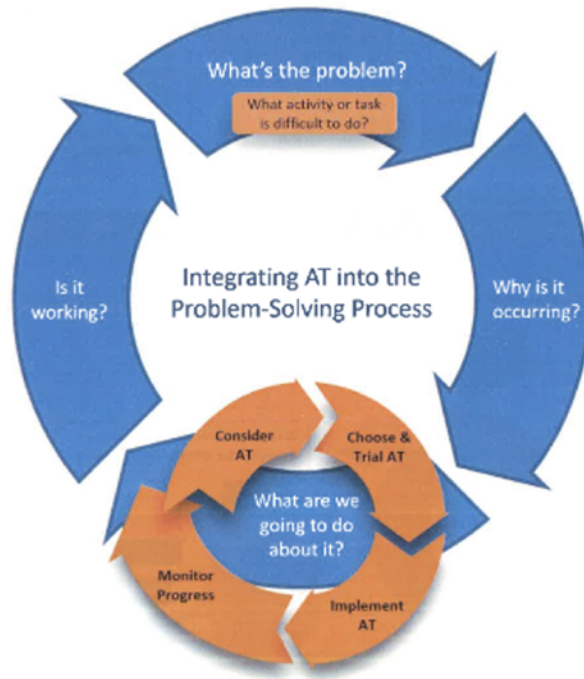 What's the problem?
What activity or task
is difficult to do?
Integrating AT into the
Problem-Solving Process
Is it
working?
Why is it
occurring?
Consider
AT
Choose &
Trial AT
What are we
going to do
about it?
Monitor
Progress
Implement
AT